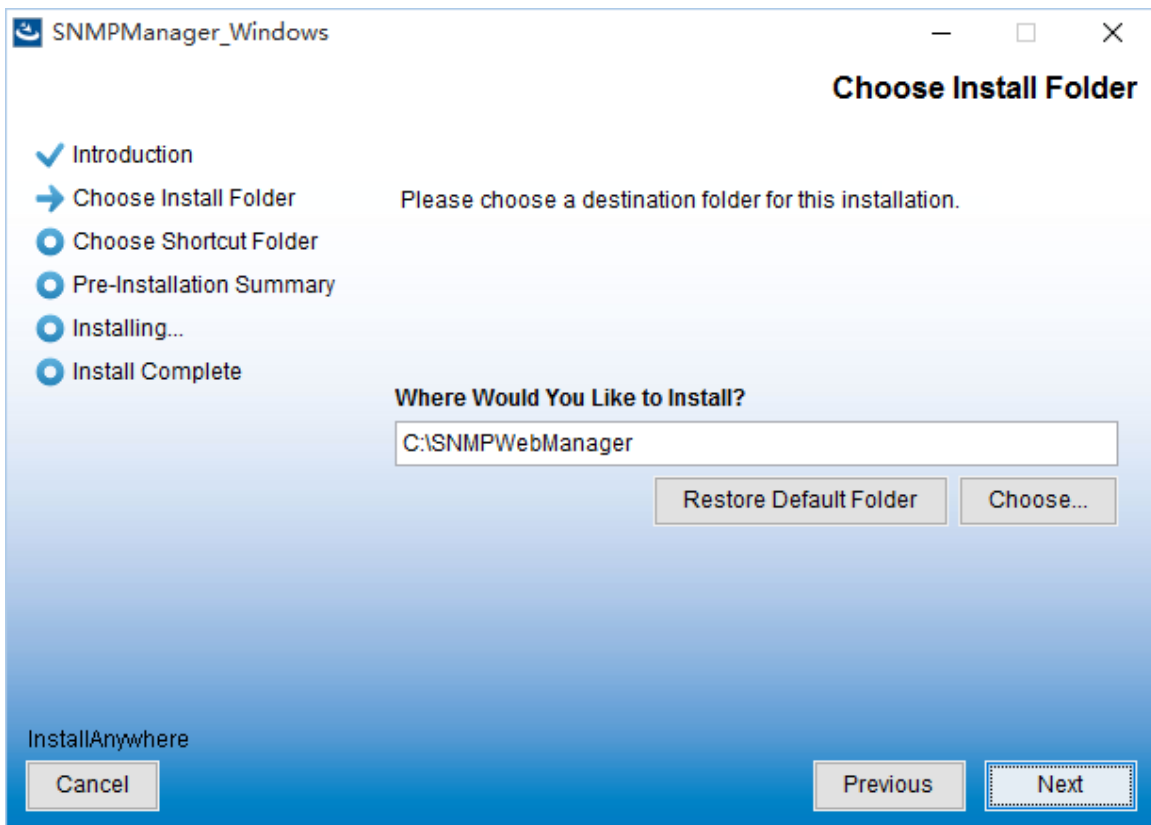 SNMPManager_Windows
Choose Install Folder
Introduction
Choose Install Folder
Choose Shortcut Folder
Pre-Installation Summary
Installing...
Install Complete
Please choose a destination folder for this installation.
Where Would You Like to Install?
C:\SNMPWebManager
Restore Default Folder
Choose...
InstallAnywhere
Cancel
Previous
Next